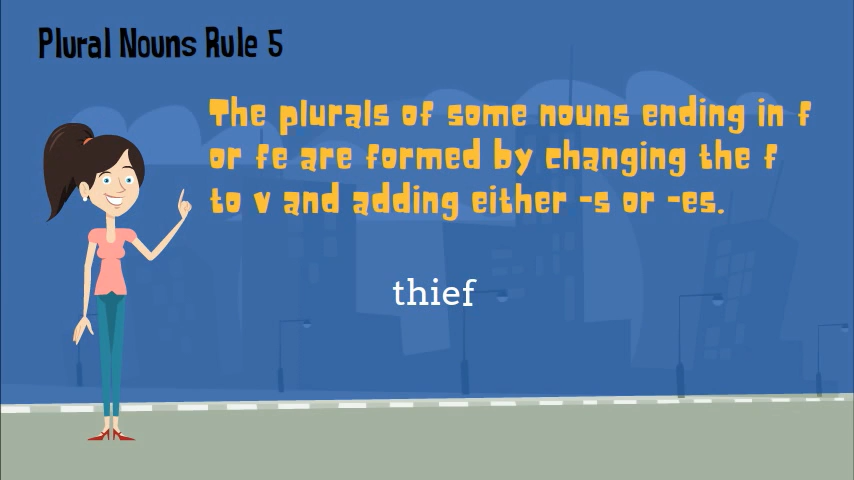 Plural Nouns Rule 5
The plurals of some nouns ending in f
or fe are formed by changing the f
to v and adding either -s or -es.
thief